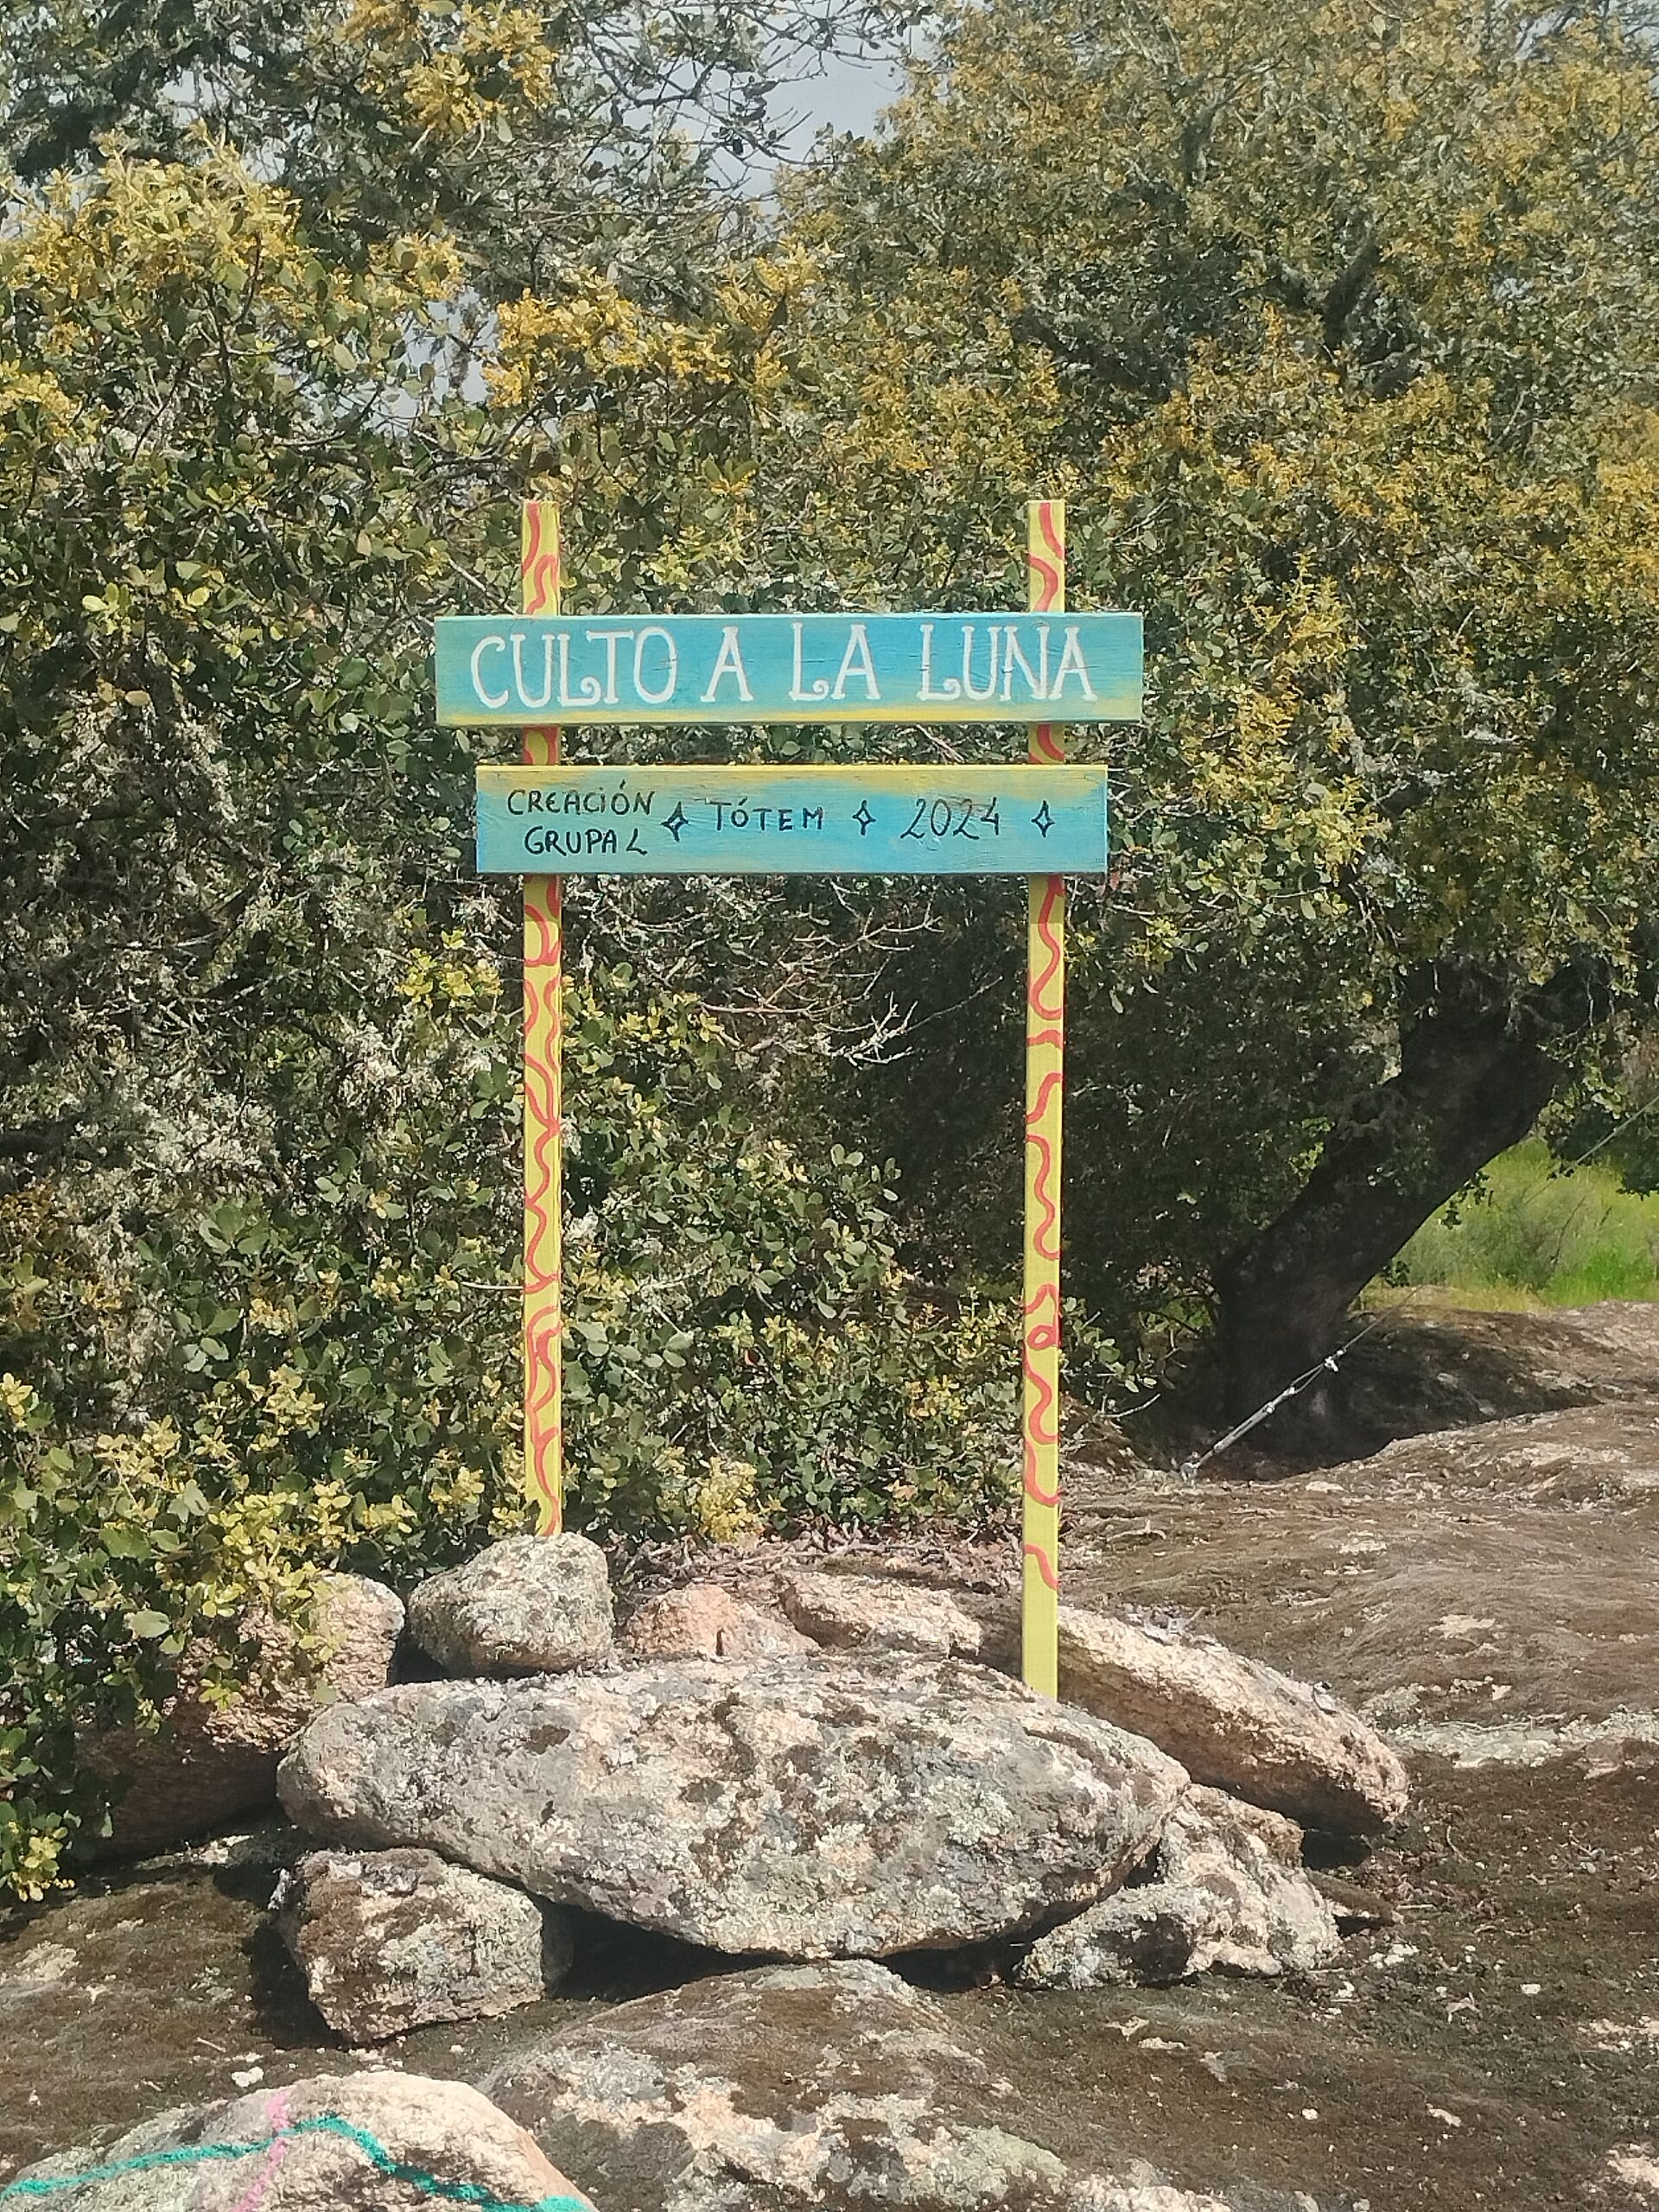 CULTO A LA LUNA
CREACIÓN GRUPAL ✧ TÓTEM ✧ 2024 ✧